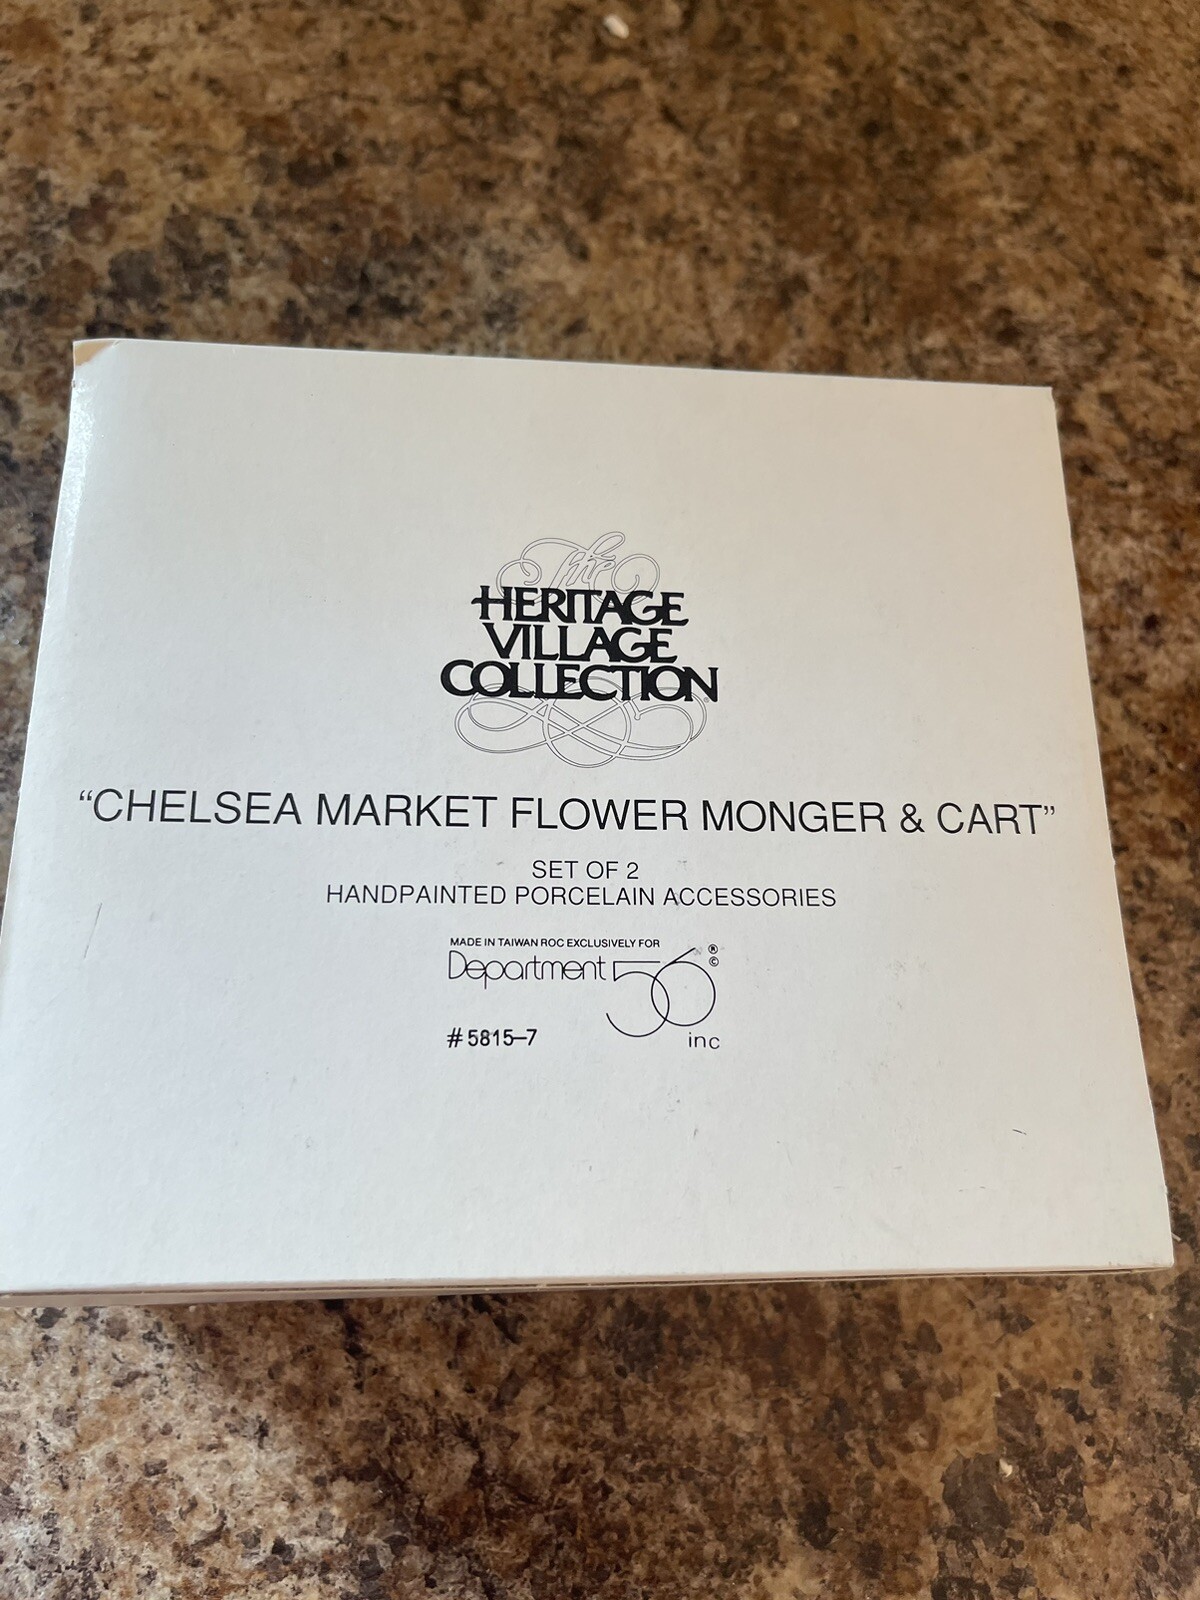 The
HERITAGE
VILLAGE
COLLECTION®
“CHELSEA MARKET FLOWER MONGER & CART”
SET OF 2
HANDPAINTED PORCELAIN ACCESSORIES
MADE IN TAIWAN ROC EXCLUSIVELY FOR
Department 56 ® ©
#5815–7 inc